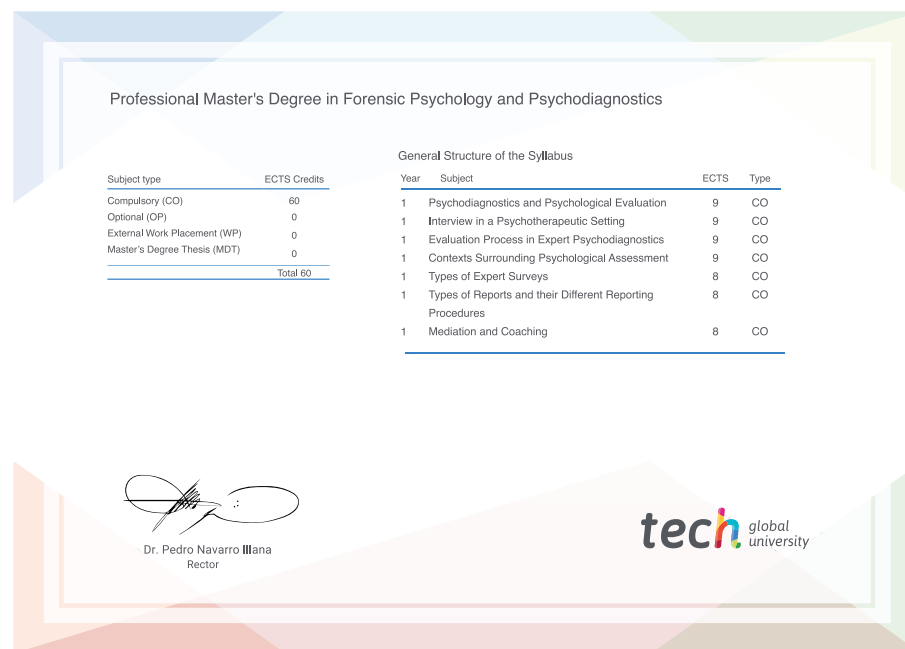 Professional Master's Degree in Forensic Psychology and Psychodiagnostics
Subject type ECTS Credits
Compulsory (CO) 60
Optional (OP) 0
External Work Placement (WP) 0
Master's Degree Thesis (MDT) 0
Total 60
General Structure of the Syllabus
Year Subject ECTS Type
1 Psychodiagnostics and Psychological Evaluation 9 CO
1 Interview in a Psychotherapeutic Setting 9 CO
1 Evaluation Process in Expert Psychodiagnostics 9 CO
1 Contexts Surrounding Psychological Assessment 9 CO
1 Types of Expert Surveys 8 CO
1 Types of Reports and their Different Reporting 8 CO
Procedures
1 Mediation and Coaching 8 CO
Dr. Pedro Navarro Illana
Rector
tech global
university